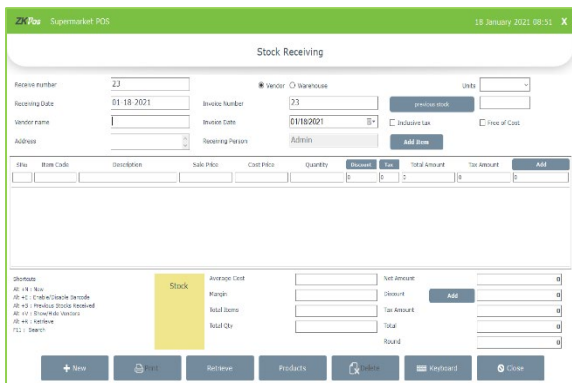 ZKPos Supermarket POS 18 January 2021 08:51 X
Stock Receiving
Receive number 23 Vendor Warehouse Units
Receiving Date 01-18-2021 Invoice Number 23 previous stock
Vendor name Invoice Date 01/18/2021 Inclusive tax Free of Cost
Address Receiving Person Admin Add Item
SNo Item Code Description Sale Price Cost Price Quantity Discount Tax Total Amount Tax Amount Add
0 0 0 0
Shortcuts
Alt +N : New
Alt +E : Enable/Disable Barcode
Alt +S : Previous Stocks Received
Alt +V : Show/Hide Vendors
Alt +R : Retrieve
F11 : Search
Stock
Average Cost Net Amount 0
Margin Discount Add 0
Total Items Tax Amount 0
Total Qty Total 0
Round 0
New Print Retrieve Products Delete Keyboard Close